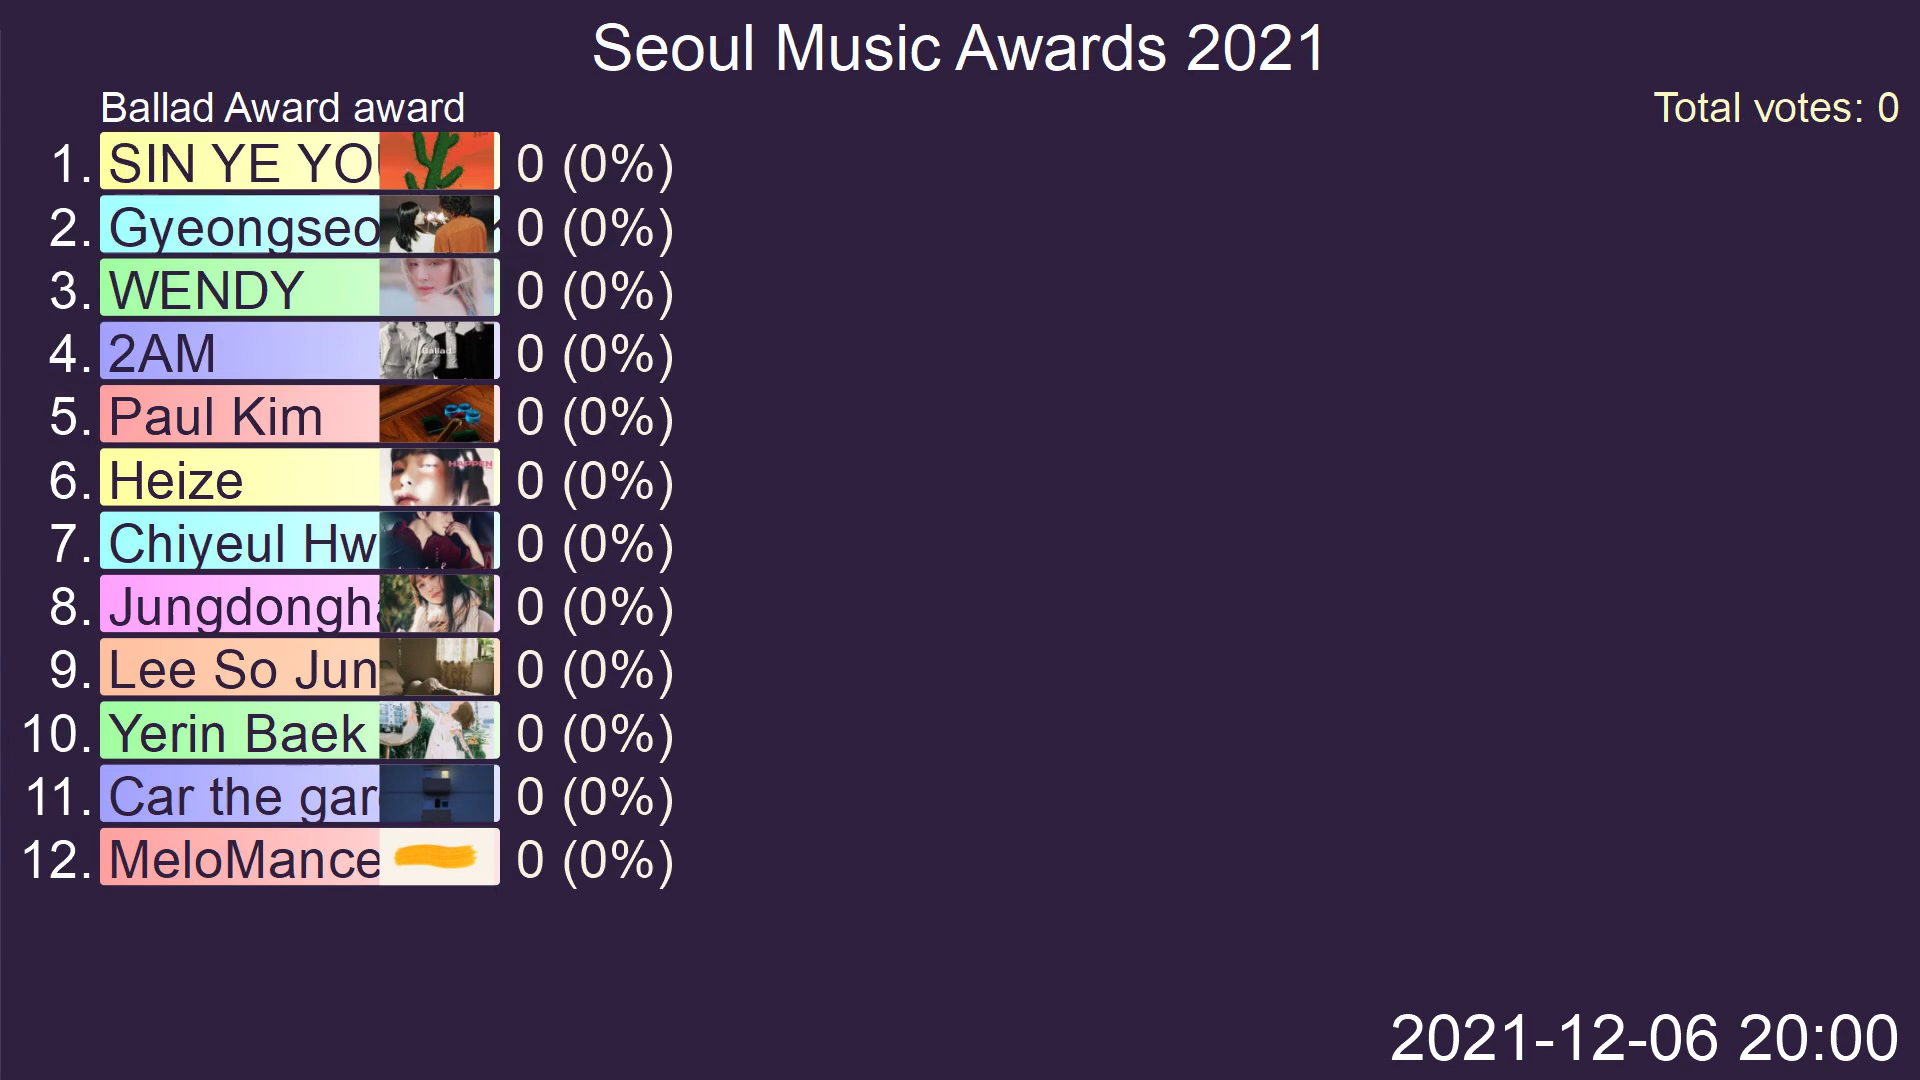 Seoul Music Awards 2021
Ballad Award award
Total votes: 0
1. SIN YE YO 0 (0%)
2. Gyeongseo 0 (0%)
3. WENDY 0 (0%)
4. 2AM Ballad 0 (0%)
5. Paul Kim 0 (0%)
6. Heize HAPPEN 0 (0%)
7. Chiyeul Hw 0 (0%)
8. Jungdongh 0 (0%)
9. Lee So Jun 0 (0%)
10. Yerin Baek 0 (0%)
11. Car the gar 0 (0%)
12. MeloMance 0 (0%)
2021-12-06 20:00